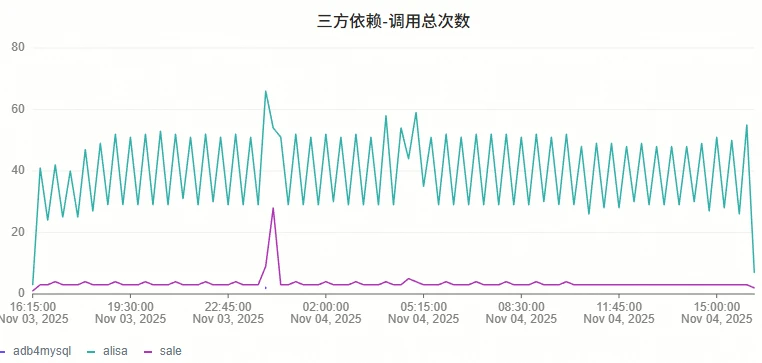 三方依赖-调用总次数
80
60
40
20
0
16:15:00 19:30:00 22:45:00 02:00:00 05:15:00 08:30:00 11:45:00 15:00:00
Nov 03, 2025 Nov 03, 2025 Nov 03, 2025 Nov 04, 2025 Nov 04, 2025 Nov 04, 2025 Nov 04, 2025 Nov 04, 2025
adb4mysql alisa sale